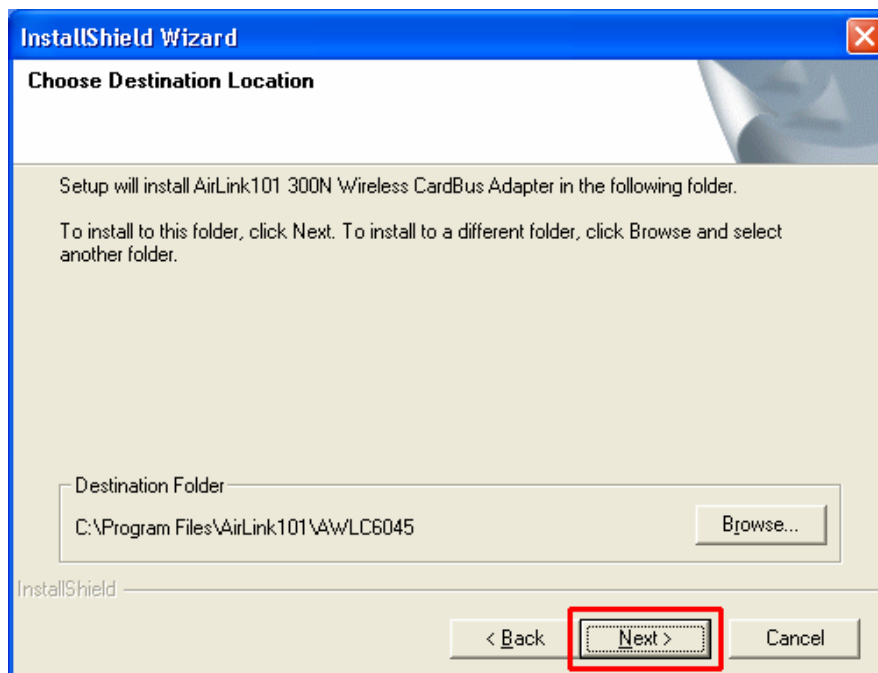 InstallShield Wizard
Choose Destination Location
Setup will install AirLink101 300N Wireless CardBus Adapter in the following folder.
To install to this folder, click Next. To install to a different folder, click Browse and select
another folder.
Destination Folder
C:\Program Files\AirLink101\AWLC6045
Browse...
InstallShield
< Back
Next >
Cancel